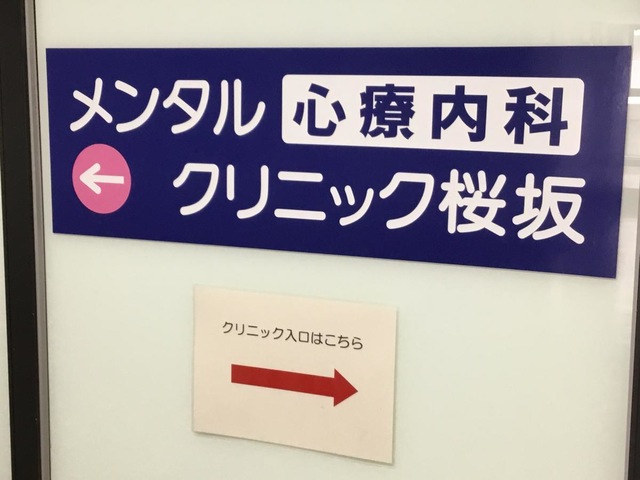 メンタル 心療内科
クリニック桜坂
クリニック入口はこちら